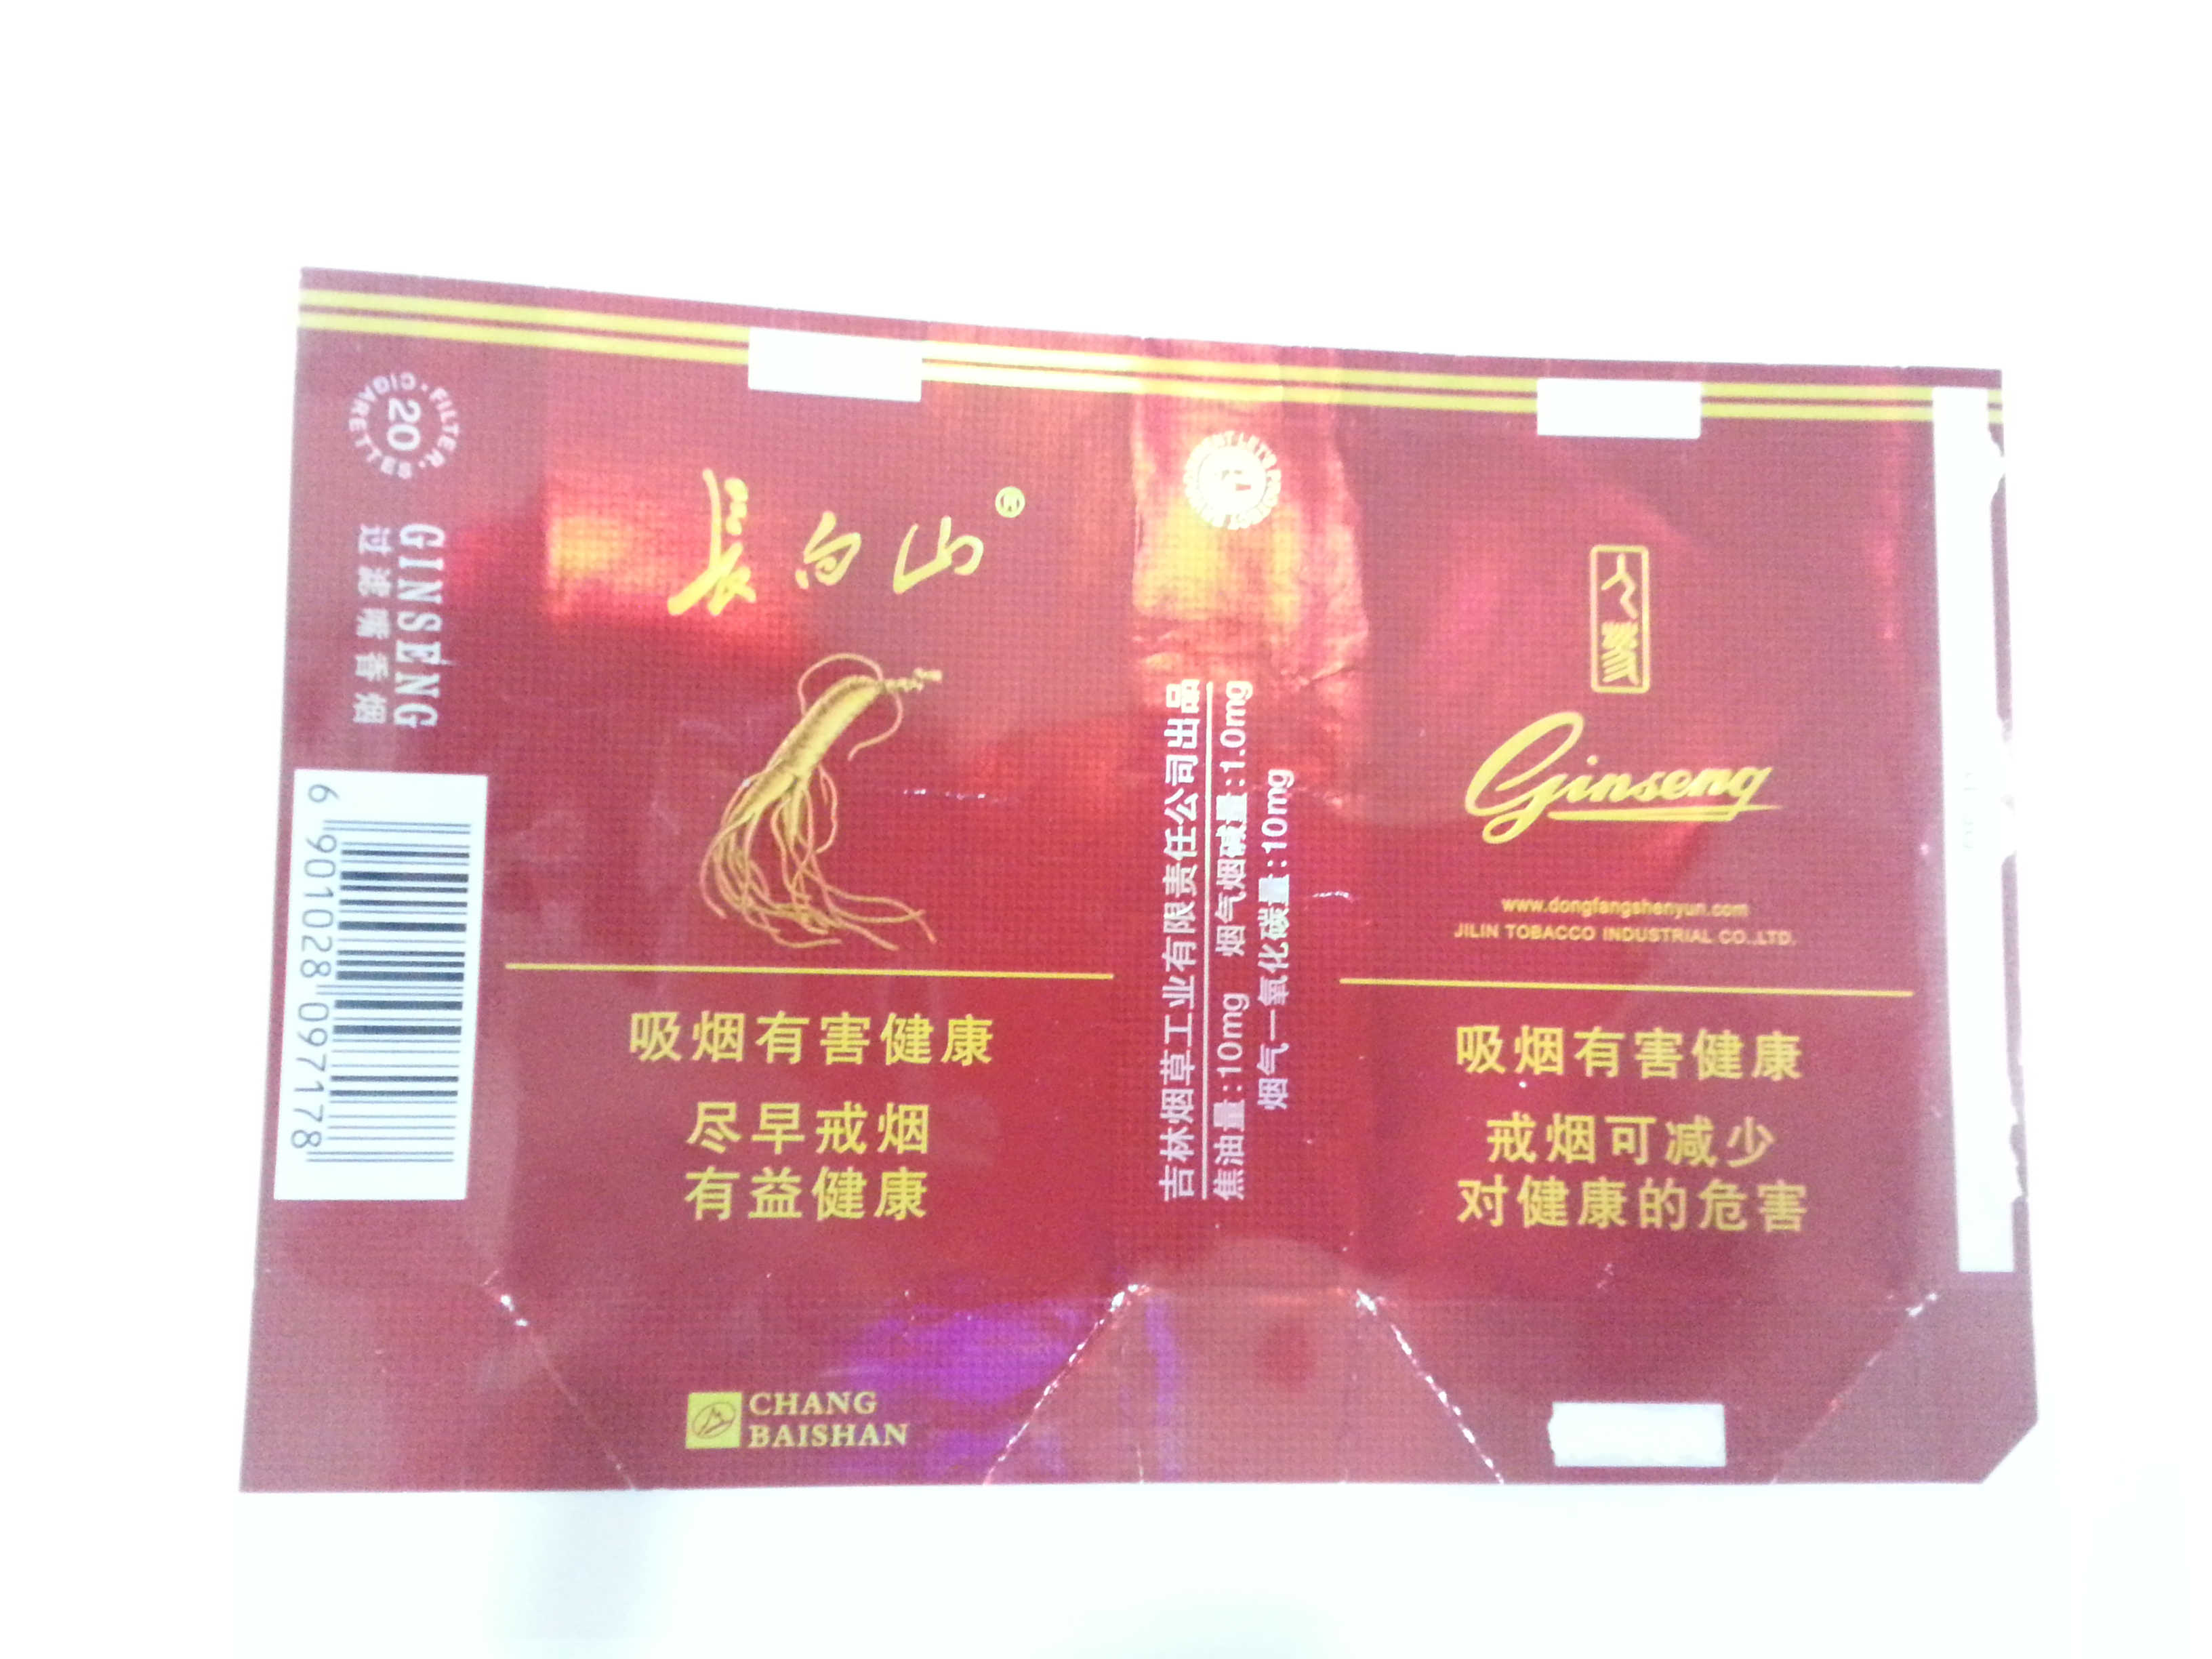 CIGARETTES · FILTER ·
20
GINSENG
过滤嘴香烟
6 901028 097178
長白山®
吸烟有害健康
尽早戒烟
有益健康
CHANG
BAISHAN
吉林烟草工业有限责任公司出品
焦油量:10mg 烟气烟碱量:1.0mg
烟气一氧化碳量:10mg
人参
Ginseng
www.dongfangshenyun.com
JILIN TOBACCO INDUSTRIAL CO.,LTD.
吸烟有害健康
戒烟可减少
对健康的危害